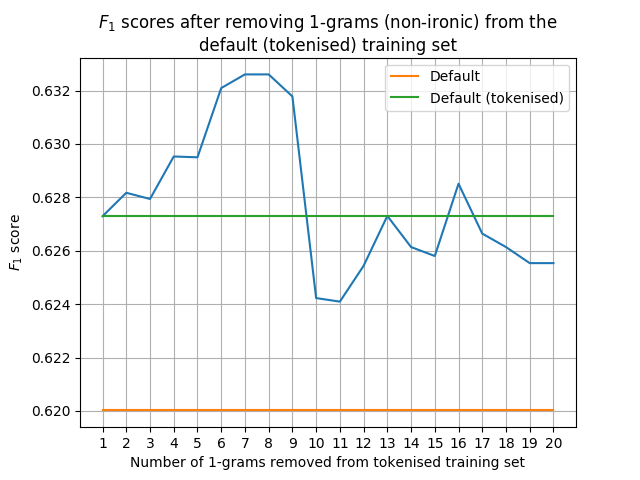 F1 scores after removing 1-grams (non-ironic) from the
default (tokenised) training set
Default
Default (tokenised)
0.632
0.630
0.628
0.626
0.624
0.622
0.620
F1 score
1 2 3 4 5 6 7 8 9 10 11 12 13 14 15 16 17 18 19 20
Number of 1-grams removed from tokenised training set